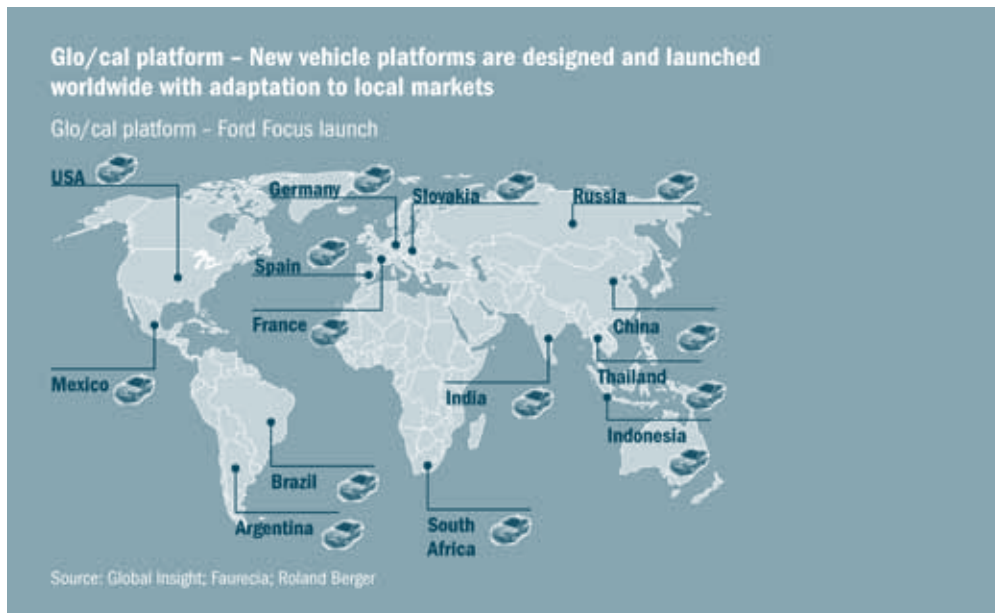 Glo/cal platform – New vehicle platforms are designed and launched
worldwide with adaptation to local markets
Glo/cal platform – Ford Focus launch
USA
Germany
Slovakia
Russia
Spain
France
China
Mexico
India
Thailand
Indonesia
Brazil
Argentina
South
Africa
Source: Global Insight; Faurecia; Roland Berger